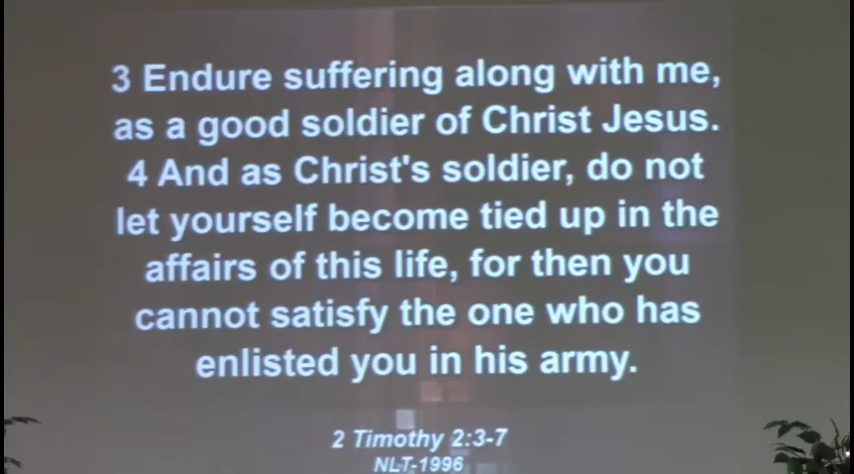 3 Endure suffering along with me,
as a good soldier of Christ Jesus.
4 And as Christ's soldier, do not
let yourself become tied up in the
affairs of this life, for then you
cannot satisfy the one who has
enlisted you in his army.
2 Timothy 2:3-7
NLT-1996